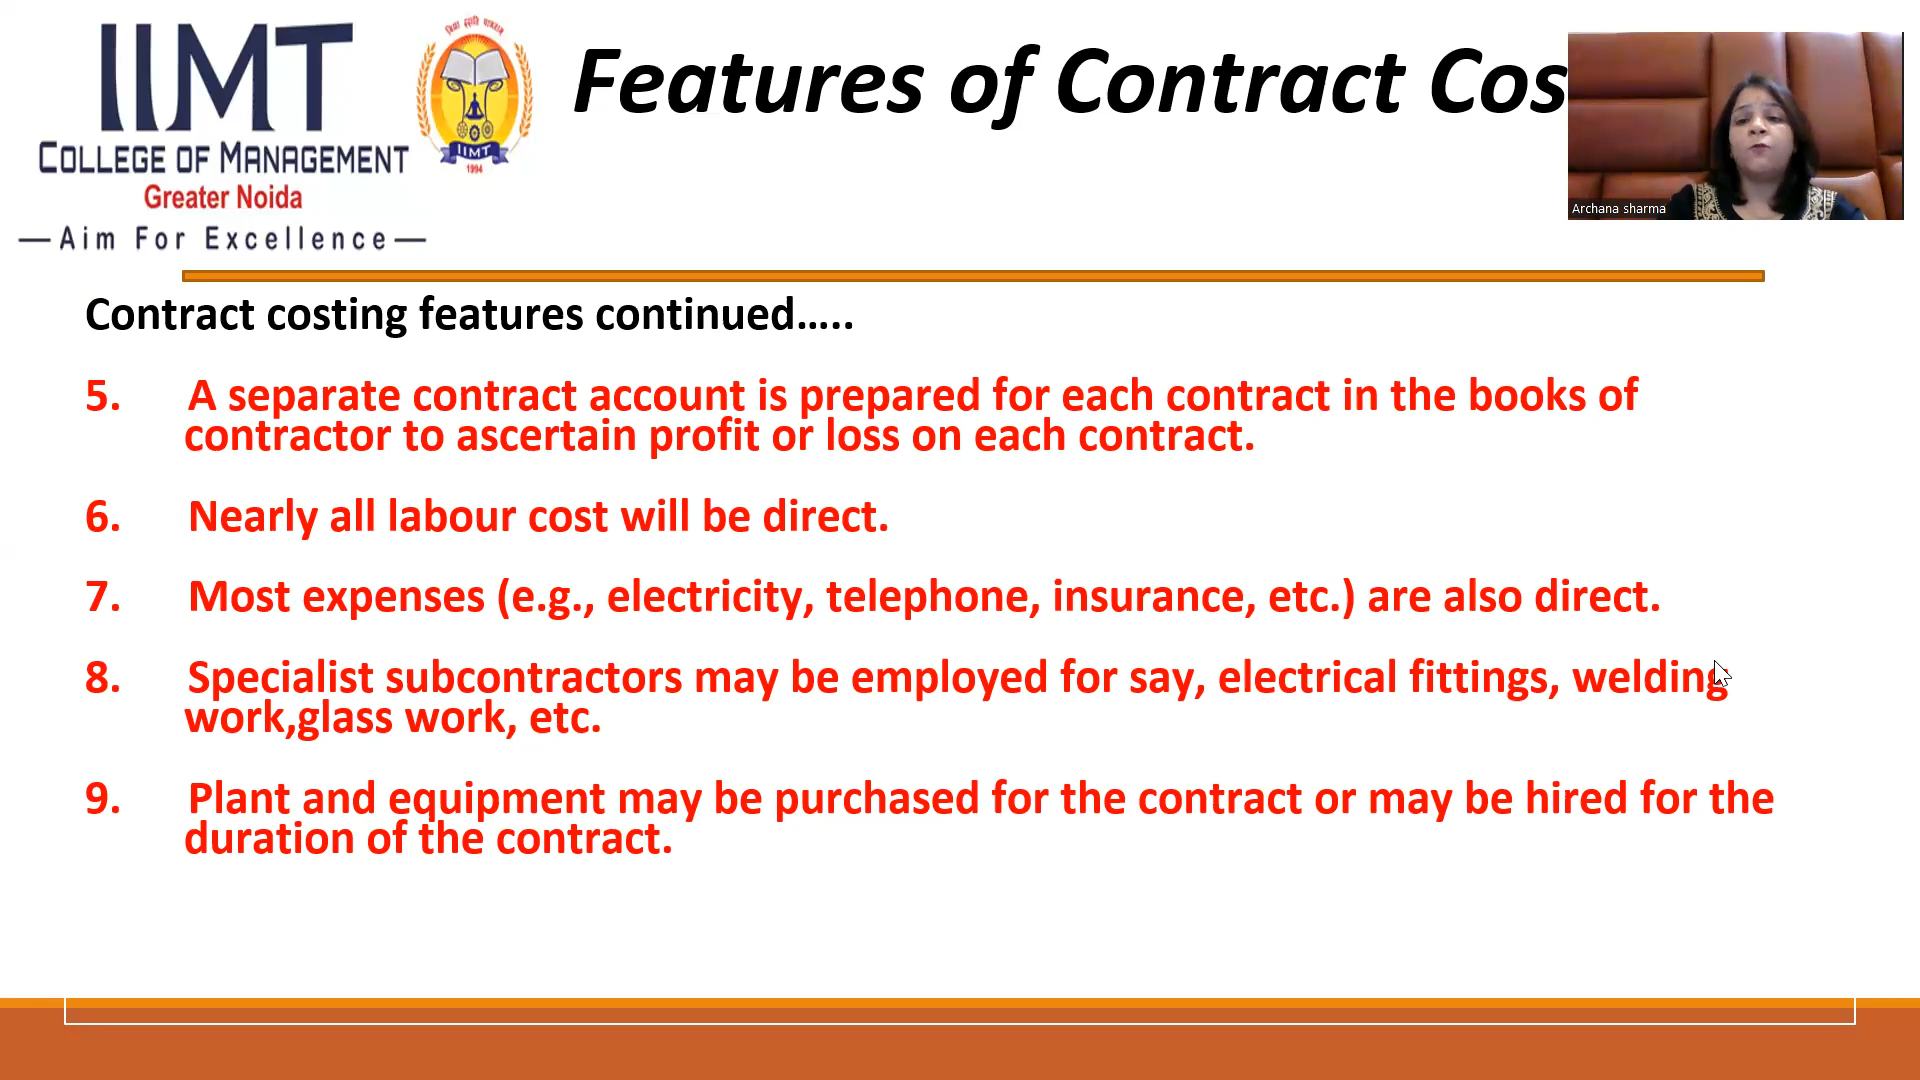 IIMT
COLLEGE OF MANAGEMENT
Greater Noida
—Aim For Excellence—
विद्या
IIMT
1994
Features of Contract Cos
Archana sharma
Contract costing features continued.....
5. A separate contract account is prepared for each contract in the books of
contractor to ascertain profit or loss on each contract.
6. Nearly all labour cost will be direct.
7. Most expenses (e.g., electricity, telephone, insurance, etc.) are also direct.
8. Specialist subcontractors may be employed for say, electrical fittings, welding
work,glass work, etc.
9. Plant and equipment may be purchased for the contract or may be hired for the
duration of the contract.